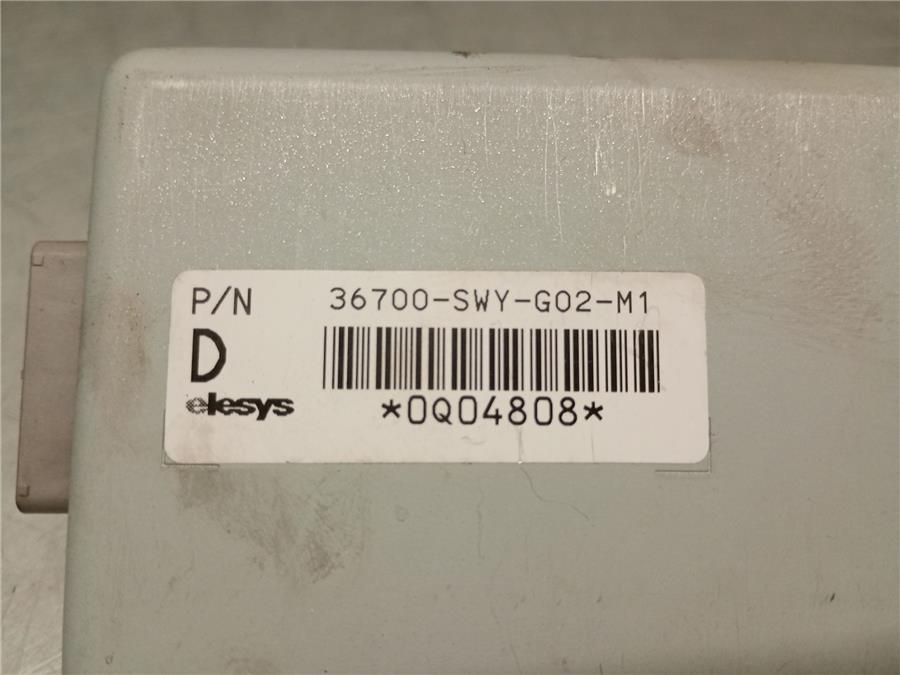 P/N 36700-SWY-G02-M1
D
elesys *0Q04808*